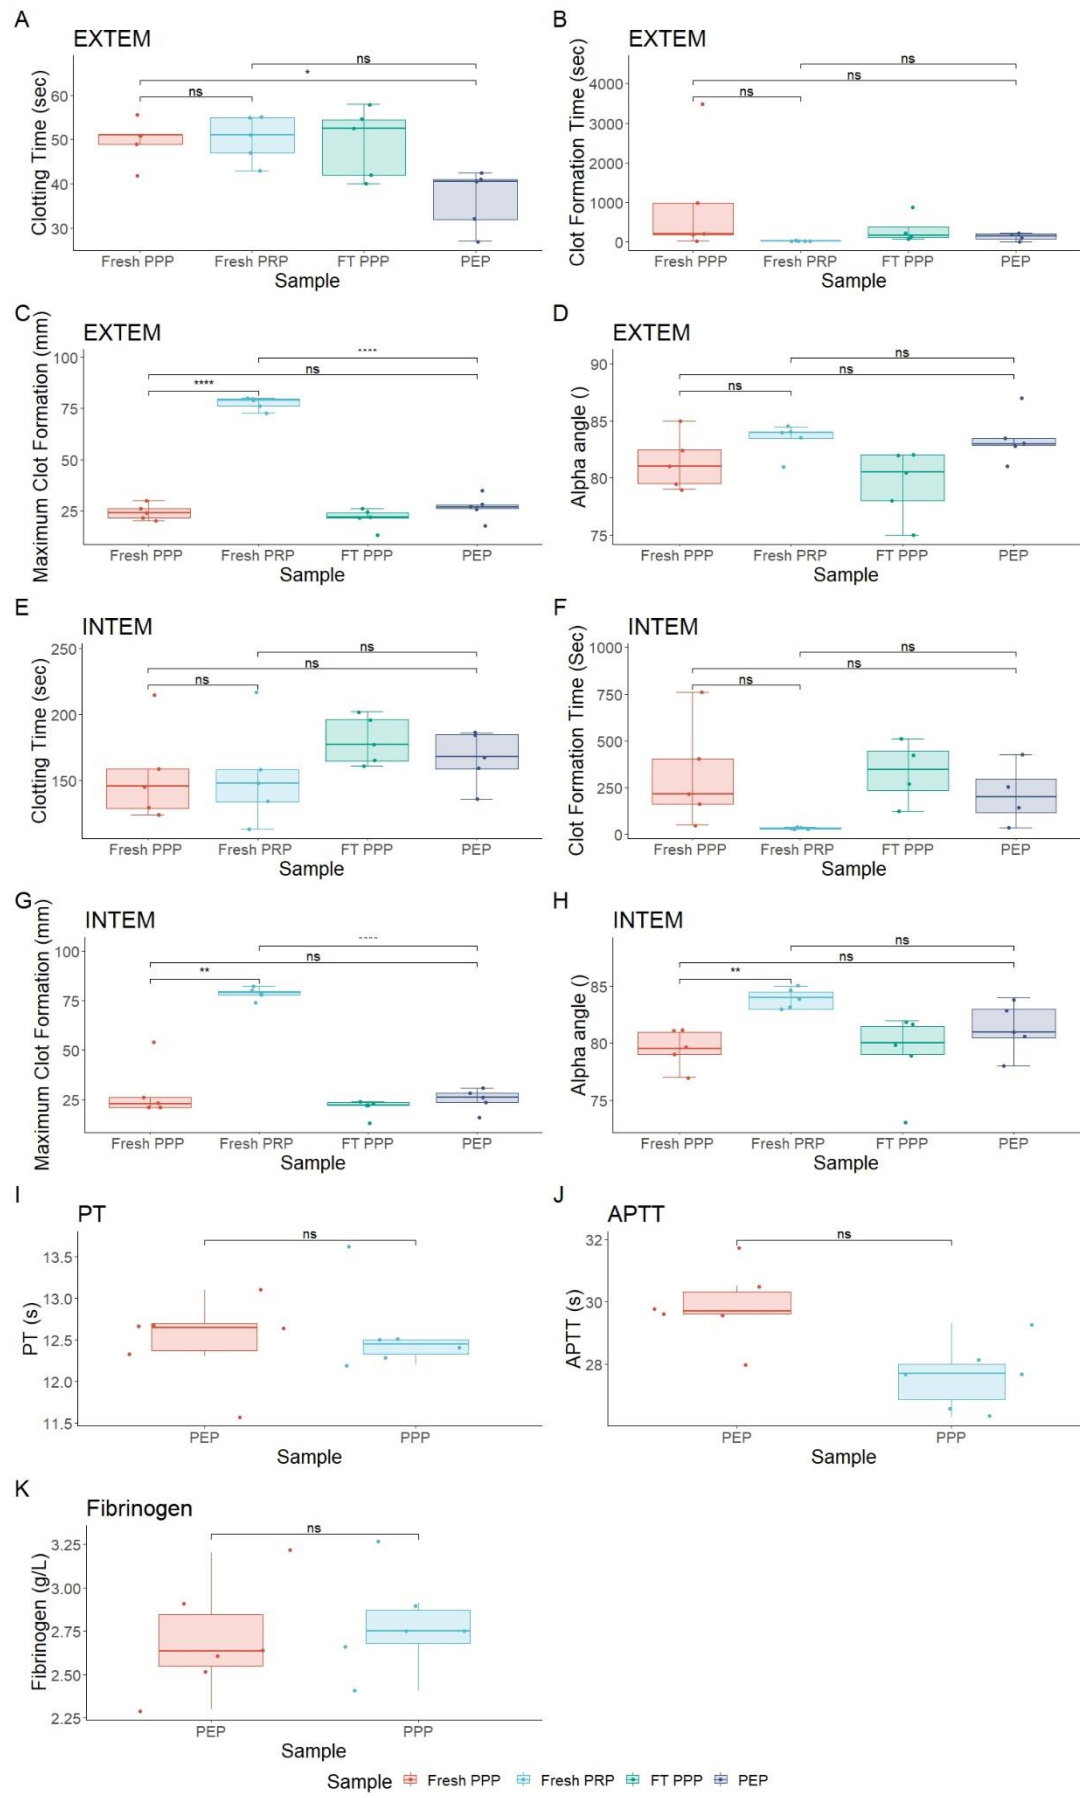 A
EXTEM
Clotting Time (sec)
60
50
40
30
ns
*
ns
Fresh PPP Fresh PRP FT PPP PEP
Sample
B
EXTEM
Clot Formation Time (sec)
4000
3000
2000
1000
0
ns
ns
ns
Fresh PPP Fresh PRP FT PPP PEP
Sample
C
EXTEM
Maximum Clot Formation (mm)
100
75
50
25
****
ns
****
Fresh PPP Fresh PRP FT PPP PEP
Sample
D
EXTEM
Alpha angle ()
90
85
80
75
ns
ns
ns
Fresh PPP Fresh PRP FT PPP PEP
Sample
E
INTEM
Clotting Time (sec)
250
200
150
ns
ns
ns
Fresh PPP Fresh PRP FT PPP PEP
Sample
F
INTEM
Clot Formation Time (Sec)
1000
750
500
250
0
ns
ns
ns
Fresh PPP Fresh PRP FT PPP PEP
Sample
G
INTEM
Maximum Clot Formation (mm)
100
75
50
25
****
ns
**
Fresh PPP Fresh PRP FT PPP PEP
Sample
H
INTEM
Alpha angle ()
85
80
75
ns
ns
**
Fresh PPP Fresh PRP FT PPP PEP
Sample
I
PT
PT (s)
13.5
13.0
12.5
12.0
11.5
ns
PEP PPP
Sample
J
APTT
APTT (s)
32
30
28
ns
PEP PPP
Sample
K
Fibrinogen
Fibrinogen (g/L)
3.25
3.00
2.75
2.50
2.25
ns
PEP PPP
Sample
Sample Fresh PPP Fresh PRP FT PPP PEP